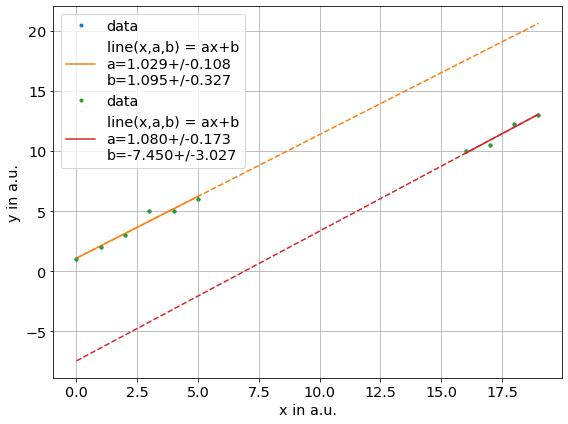 data
line(x,a,b) = ax+b
a=1.029+/-0.108
b=1.095+/-0.327
data
line(x,a,b) = ax+b
a=1.080+/-0.173
b=-7.450+/-3.027
y in a.u.
20
15
10
5
0
−5
0.0 2.5 5.0 7.5 10.0 12.5 15.0 17.5
x in a.u.